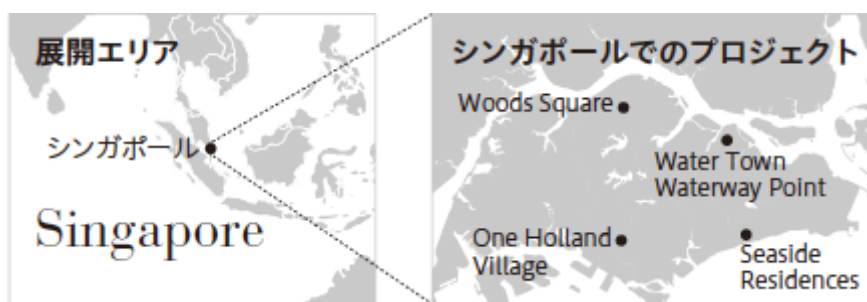 展開エリア
シンガポール
Singapore
シンガポールでのプロジェクト
Woods Square
Water Town
Waterway Point
One Holland
Village
Seaside
Residences